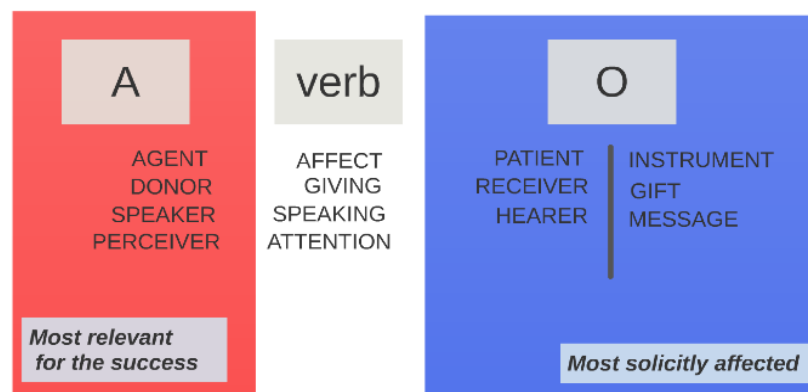 A
verb
O
AGENT
DONOR
SPEAKER
PERCEIVER
AFFECT
GIVING
SPEAKING
ATTENTION
PATIENT
RECEIVER
HEARER
INSTRUMENT
GIFT
MESSAGE
Most relevant
for the success
Most solicitly affected